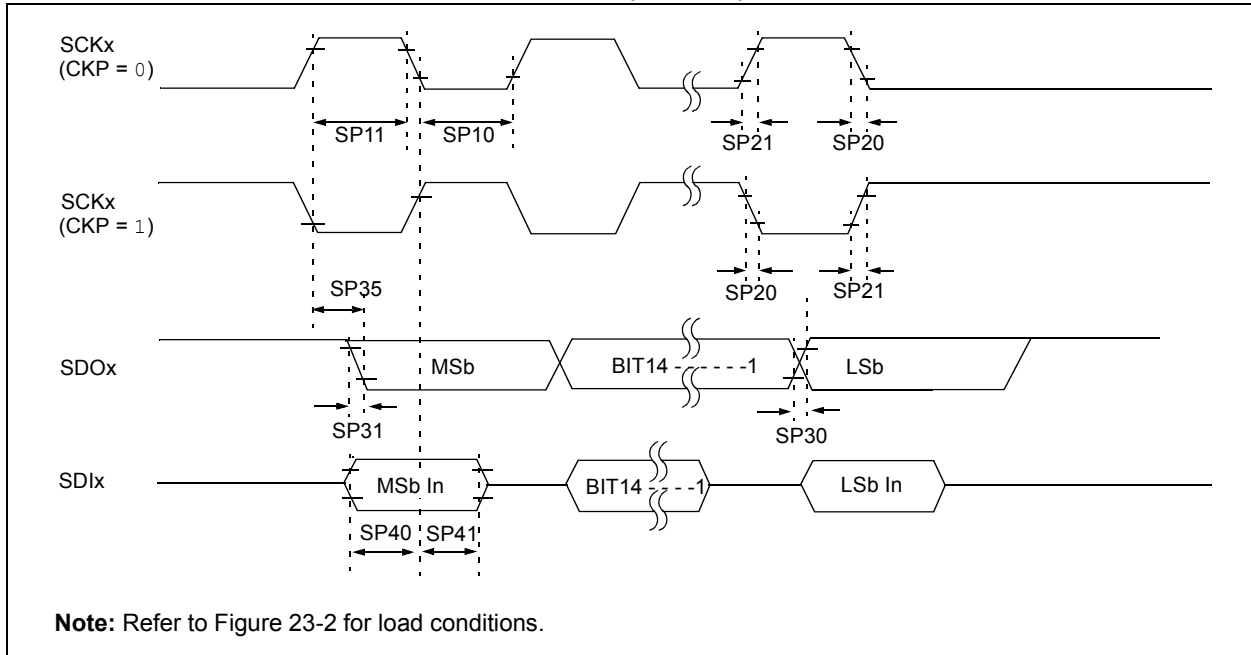 SCKx
(CKP = 0)
SP11
SP10
SP21
SP20
SCKx
(CKP = 1)
SP35
SP20
SP21
SDOx
MSb
BIT14 - - - - - -1
LSb
SP31
SP30
SDIx
MSb In
BIT14 - - - -1
LSb In
SP40
SP41
Note: Refer to Figure 23-2 for load conditions.